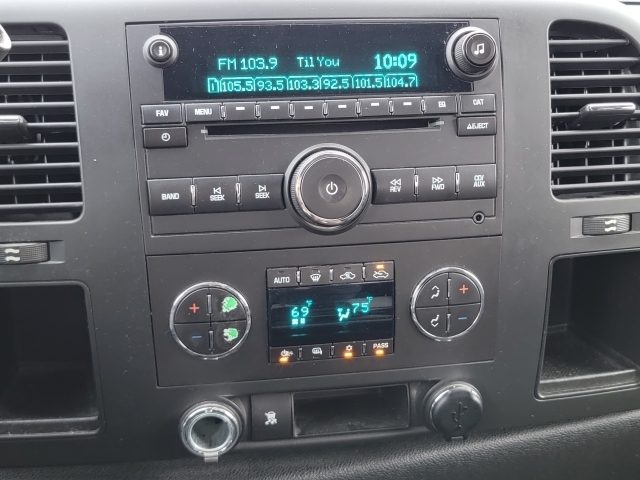 FM 103.9 Til You 10:09
1 105.5 93.5 103.3 92.5 101.5 104.7
FAV MENU EQ CAT
EJECT
BAND SEEK SEEK REV FWD CD/AUX
AUTO
69°F 75°F
PASS